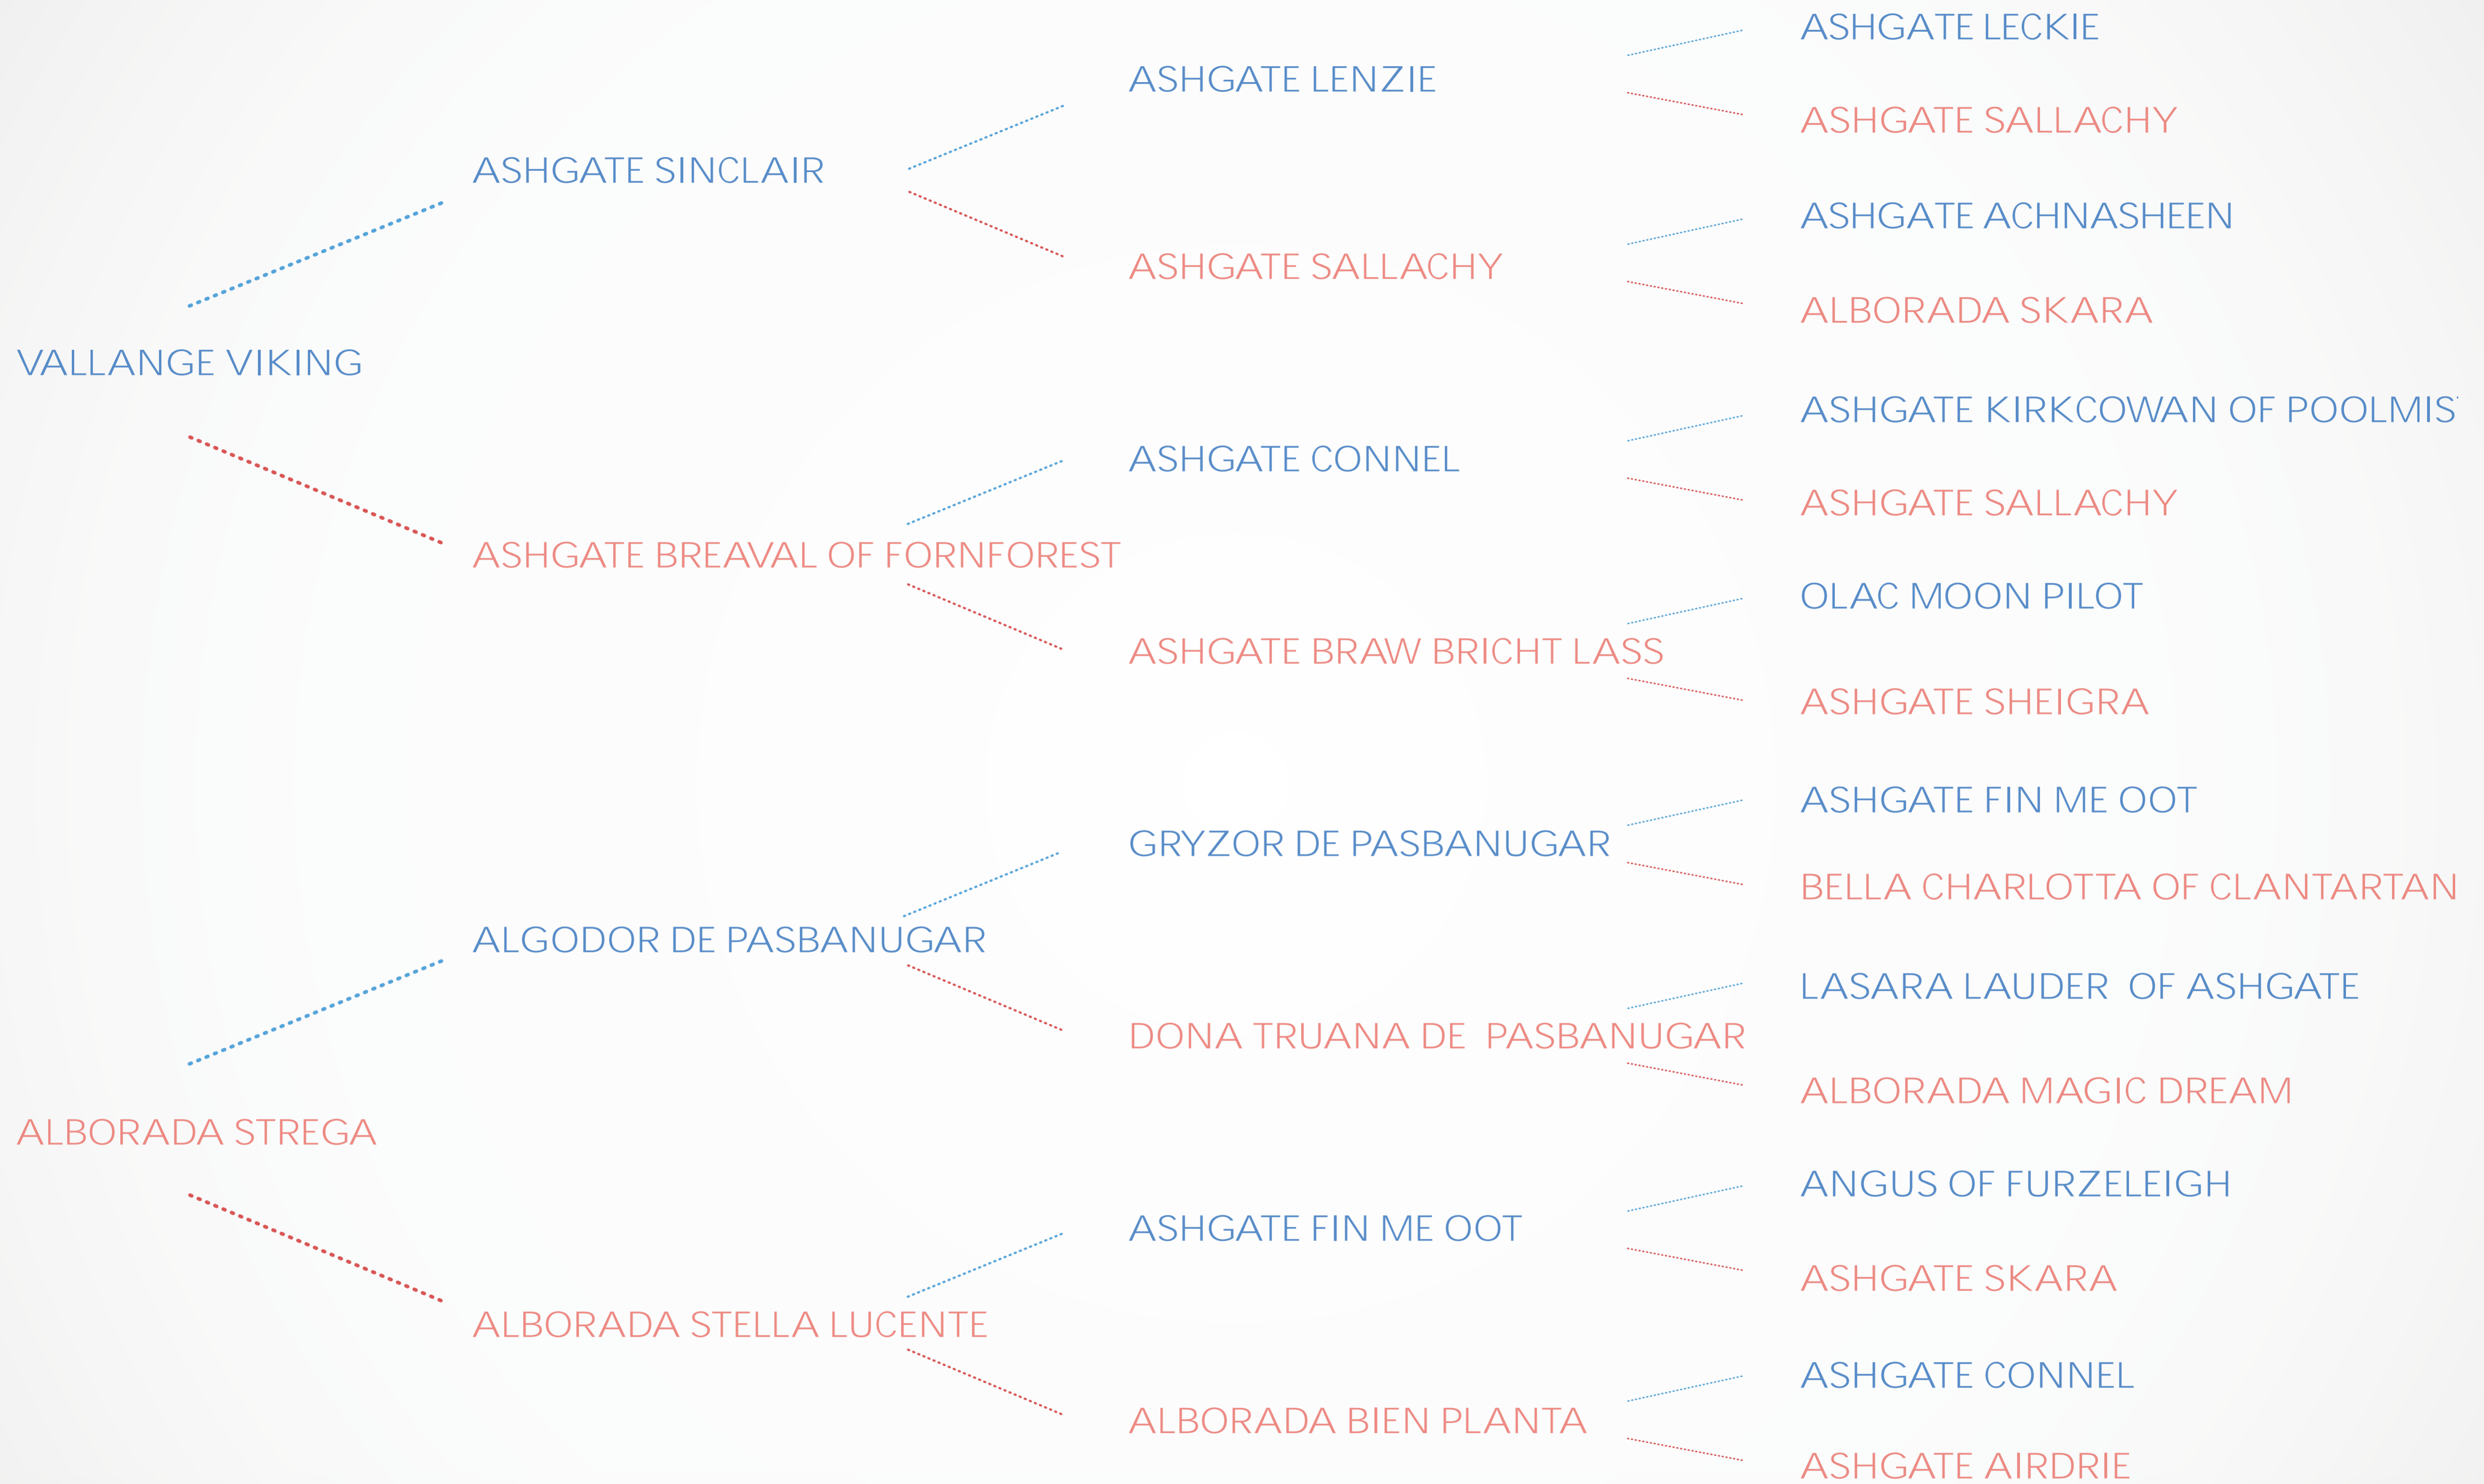 ASHGATE LECKIE
ASHGATE LENZIE
ASHGATE SALLACHY
ASHGATE SINCLAIR
ASHGATE ACHNASHEEN
ASHGATE SALLACHY
ALBORADA SKARA
VALLANGE VIKING
ASHGATE KIRKCOWAN OF
ASHGATE CONNEL
ASHGATE SALLACHY
ASHGATE BREAVAL OF FORNFOREST
OLAC MOON PILOT
ASHGATE BRAW BRICHT LASS
ASHGATE SHEIGRA
ASHGATE FIN ME OOT
GRYZOR DE PASBANUGAR
BELLA CHARLOTTA OF CLANTARTAN
ALGODOR DE PASBANUGAR
LASARA LAUDER OF ASHGATE
DONA TRUANA DE PASBANUGAR
ALBORADA MAGIC DREAM
ALBORADA STREGA
ANGUS OF FURZELEIGH
ASHGATE FIN ME OOT
ASHGATE SKARA
ALBORADA STELLA LUCENTE
ASHGATE CONNEL
ALBORADA BIEN PLANTA
ASHGATE AIRDRIE